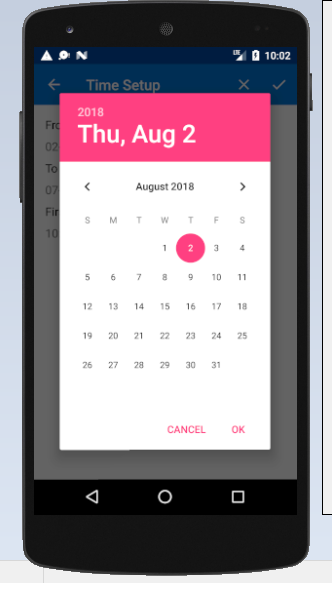 10:02
Time Setup
Fro
02
To
07
Fir
10
2018
Thu, Aug 2
August 2018
S M T W T F S
1 2 3 4
5 6 7 8 9 10 11
12 13 14 15 16 17 18
19 20 21 22 23 24 25
26 27 28 29 30 31
CANCEL OK